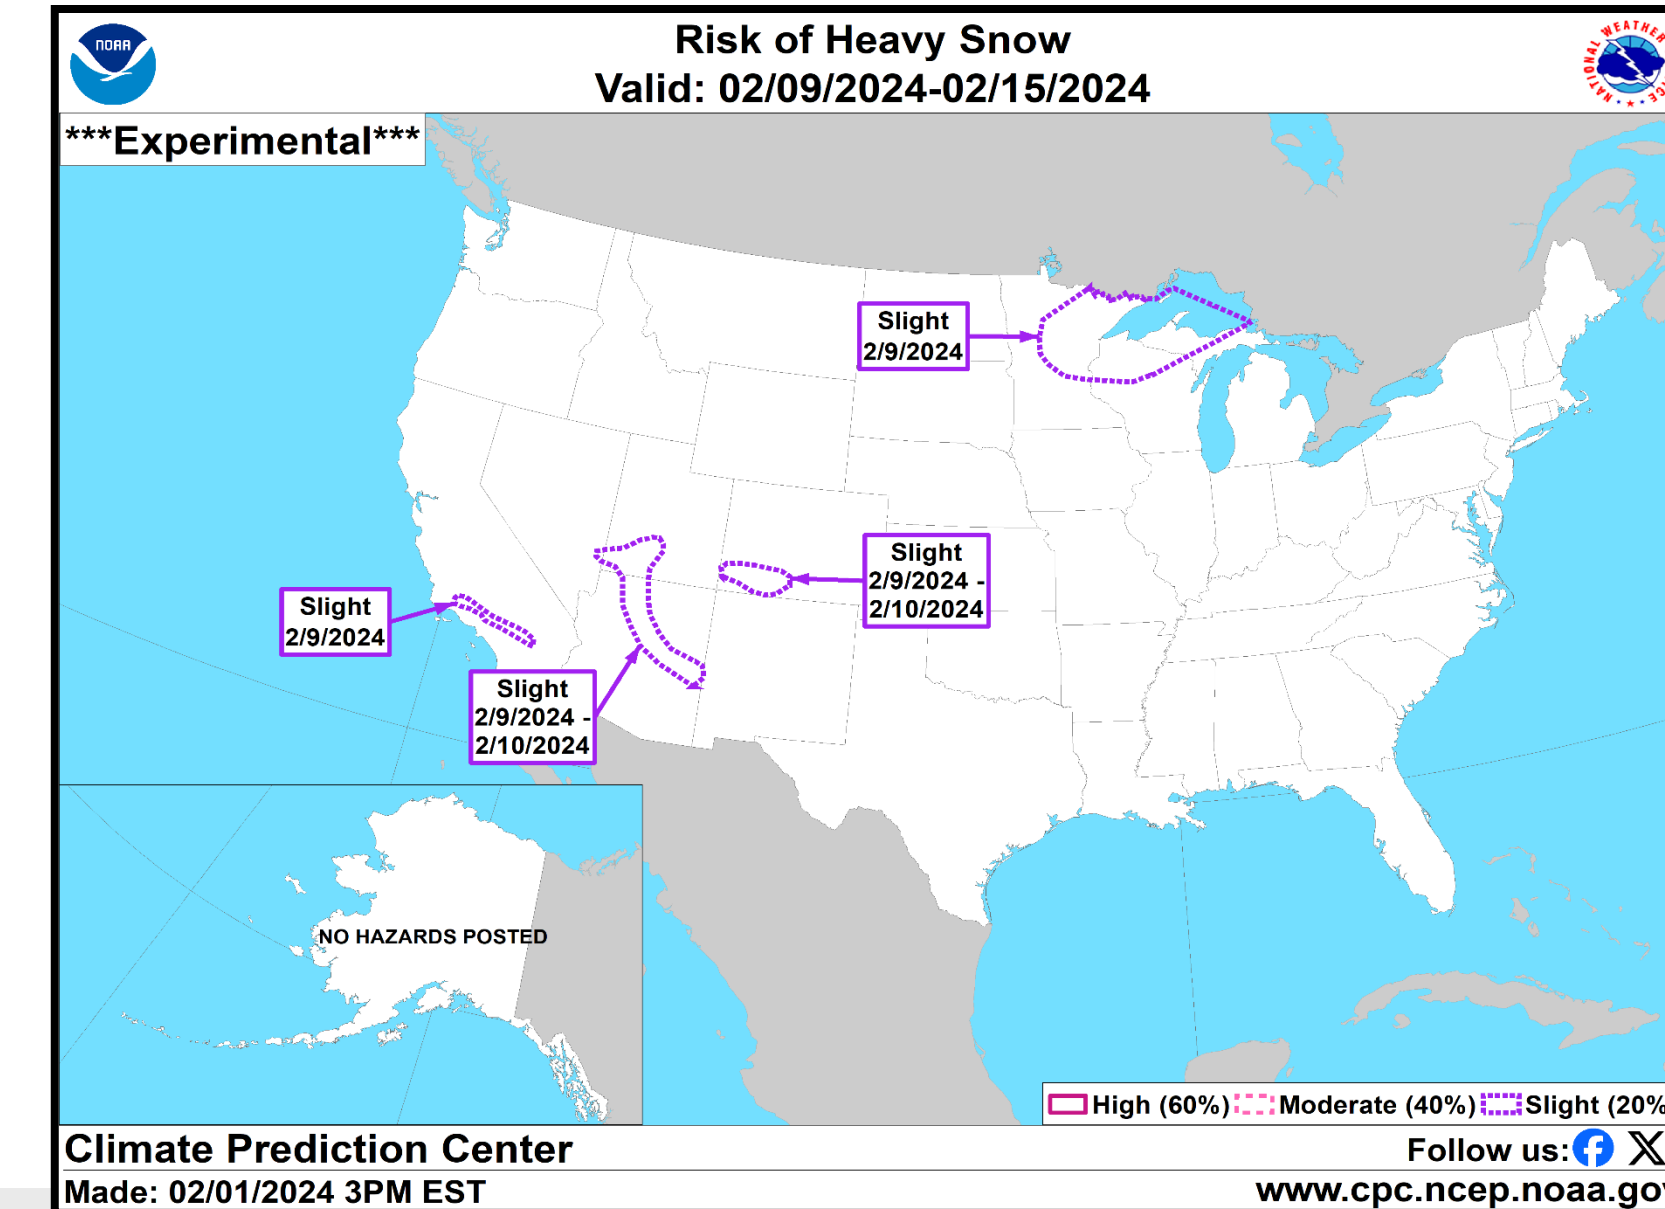 NOAA
Risk of Heavy Snow
Valid: 02/09/2024-02/15/2024
NATIONAL WEATHER
***Experimental***
Slight
2/9/2024
Slight
2/9/2024 -
2/10/2024
Slight
2/9/2024
Slight
2/9/2024 -
2/10/2024
NO HAZARDS POSTED
High (60%) Moderate (40%) Slight (20%
Climate Prediction Center
Follow us:
Made: 02/01/2024 3PM EST
www.cpc.ncep.noaa.gov